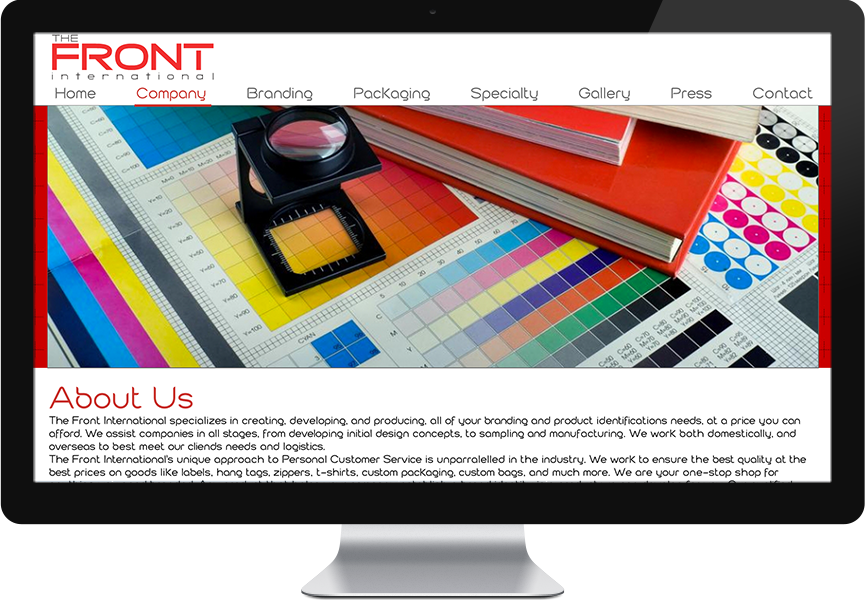 THE
FRONT
international
Home Company Branding Packaging Specialty Gallery Press Contact
About Us
The Front International specializes in creating, developing, and producing, all of your branding and product identifications needs, at a price you can
afford. We assist companies in all stages, from developing initial design concepts, to sampling and manufacturing. We work both domestically, and
overseas to best meet our cliends needs and logistics.
The Front International's unique approach to Personal Customer Service is unparralelled in the industry. We work to ensure the best quality at the
best prices on goods like labels, hang tags, zippers, t-shirts, custom packaging, custom bags, and much more. We are your one-stop shop for